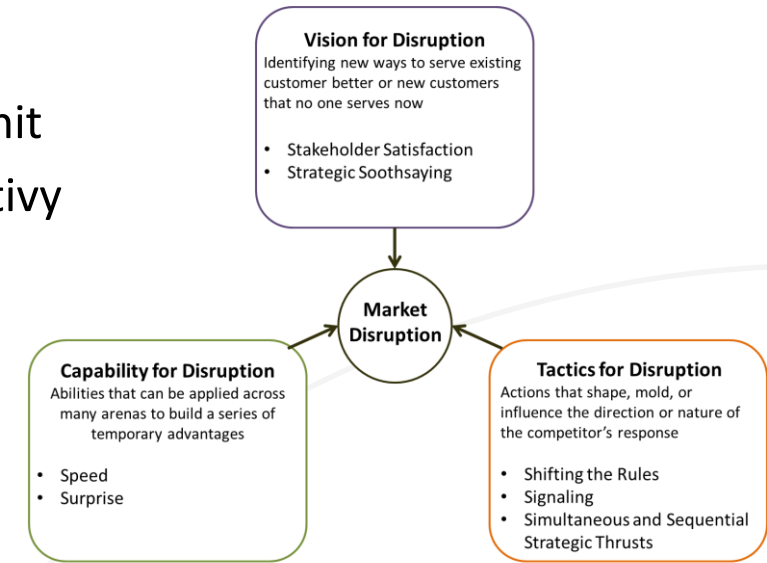 nit
tivy
Vision for Disruption
Identifying new ways to serve existing
customer better or new customers
that no one serves now
• Stakeholder Satisfaction
• Strategic Soothsaying
Market
Disruption
Capability for Disruption
Abilities that can be applied across
many arenas to build a series of
temporary advantages
• Speed
• Surprise
Tactics for Disruption
Actions that shape, mold, or
influence the direction or nature of
the competitor’s response
• Shifting the Rules
• Signaling
• Simultaneous and Sequential
Strategic Thrusts